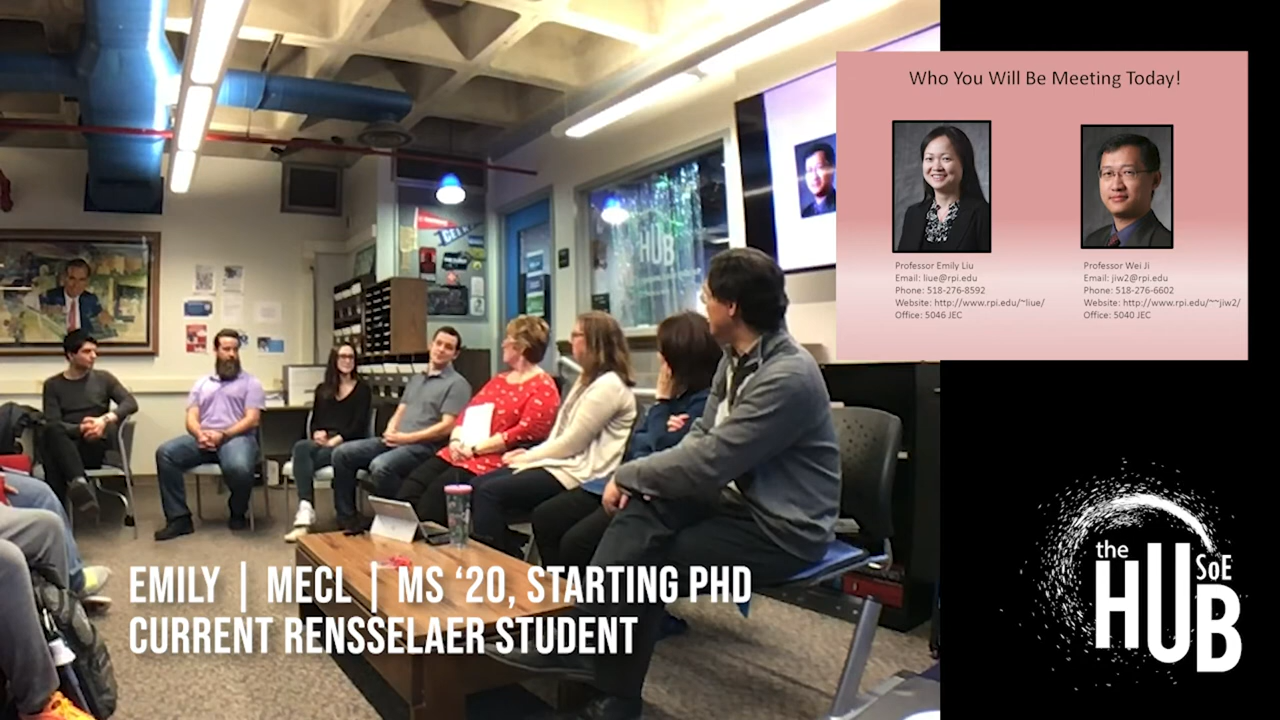 Who You Will Be Meeting Today!
Professor Emily Liu
Email: liue@rpi.edu
Phone: 518-276-8592
Website: http://www.rpi.edu/~liue/
Office: 5046 JEC
Professor Wei Ji
Email: jiw2@rpi.edu
Phone: 518-276-6602
Website: http://www.rpi.edu/~~jiw2/
Office: 5040 JEC
HUB
EMILY | MECL | MS ‘20, STARTING PHD
CURRENT RENSSELAER STUDENT
the
HUB
SoE